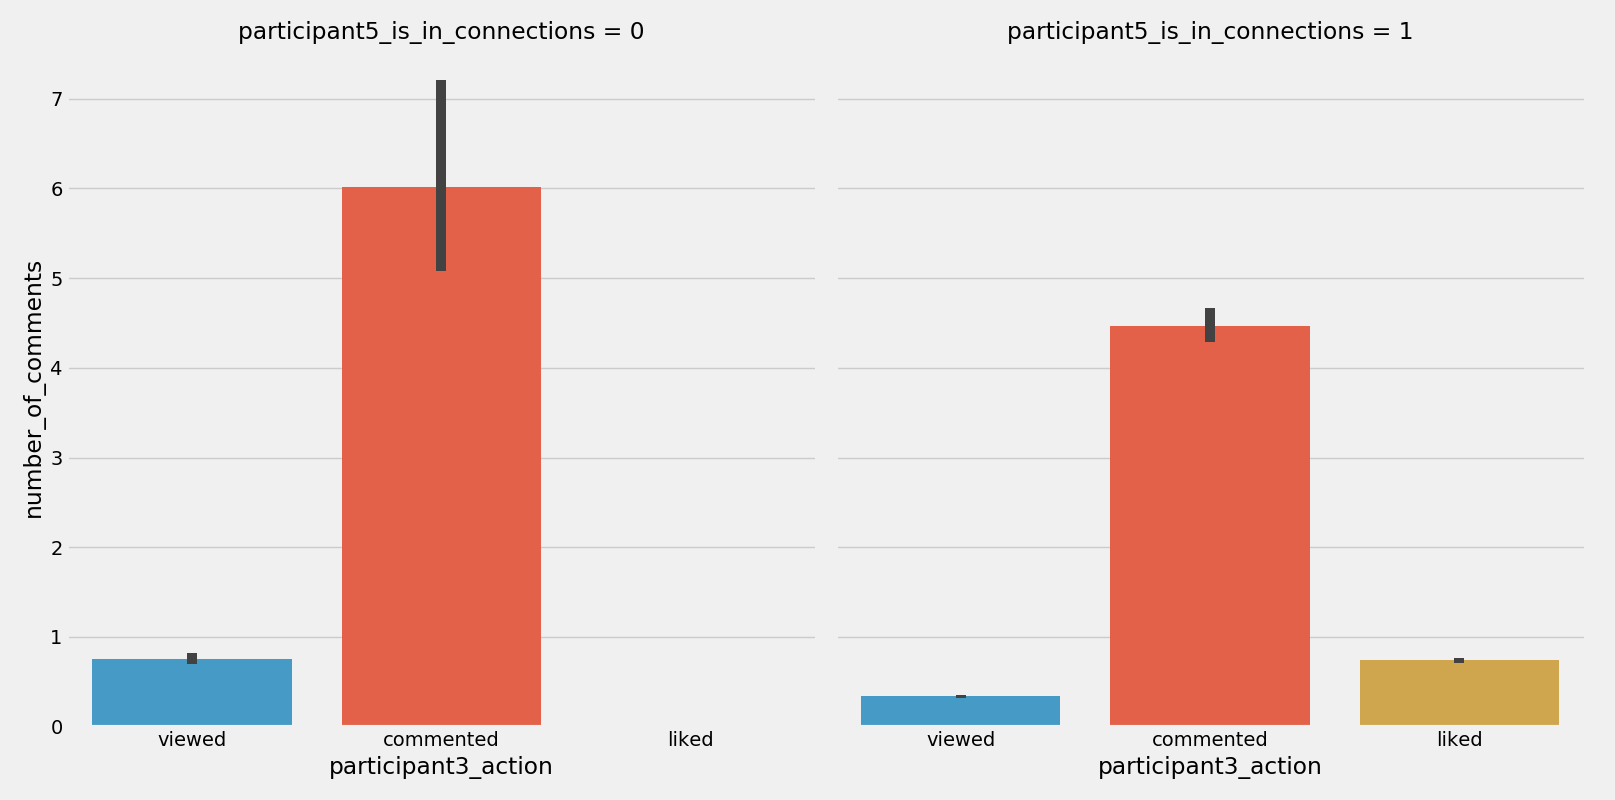 participant5_is_in_connections = 0
participant5_is_in_connections = 1
number_of_comments
7
6
5
4
3
2
1
0
viewed commented liked
viewed commented liked
participant3_action
participant3_action